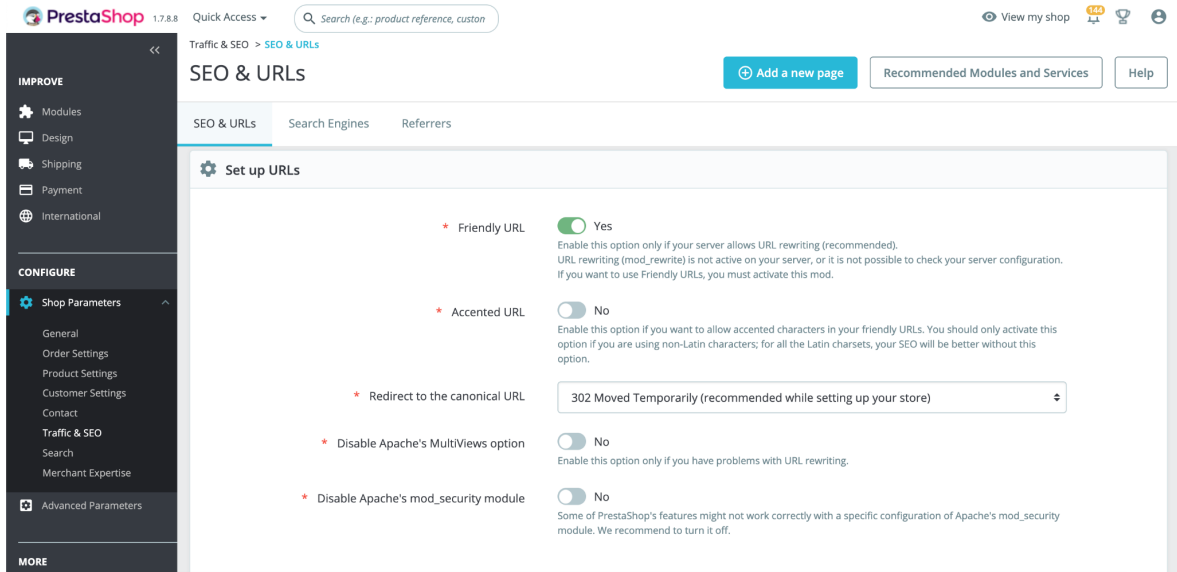 PrestaShop 1.7.8.8 Quick Access Search (e.g.: product reference, custon View my shop 144
Traffic & SEO > SEO & URLs
SEO & URLs
Add a new page Recommended Modules and Services Help
SEO & URLs Search Engines Referrers
IMPROVE
Modules
Design
Shipping
Payment
International
CONFIGURE
Shop Parameters
General
Order Settings
Product Settings
Customer Settings
Contact
Traffic & SEO
Search
Merchant Expertise
Advanced Parameters
MORE
Set up URLs
* Friendly URL Yes
Enable this option only if your server allows URL rewriting (recommended).
URL rewriting (mod_rewrite) is not active on your server, or it is not possible to check your server configuration.
If you want to use Friendly URLs, you must activate this mod.
* Accented URL No
Enable this option if you want to allow accented characters in your friendly URLs. You should only activate this
option if you are using non-Latin characters; for all the Latin charsets, your SEO will be better without this
option.
* Redirect to the canonical URL 302 Moved Temporarily (recommended while setting up your store)
* Disable Apache's MultiViews option No
Enable this option only if you have problems with URL rewriting.
* Disable Apache's mod_security module No
Some of PrestaShop's features might not work correctly with a specific configuration of Apache's mod_security
module. We recommend to turn it off.